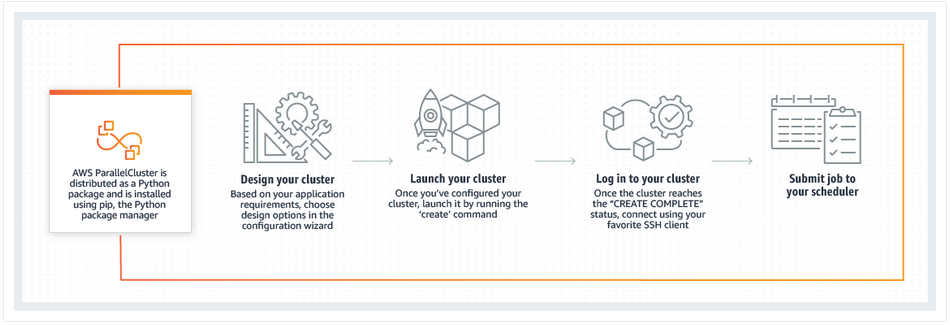 AWS ParallelCluster is
distributed as a Python
package and is installed
using pip, the Python
package manager
Design your cluster
Based on your application
requirements, choose
design options in the
configuration wizard
Launch your cluster
Once you've configured your
cluster, launch it by running the
'create' command
Log in to your cluster
Once the cluster reaches
the "CREATE COMPLETE"
status, connect using your
favorite SSH client
Submit job to
your scheduler